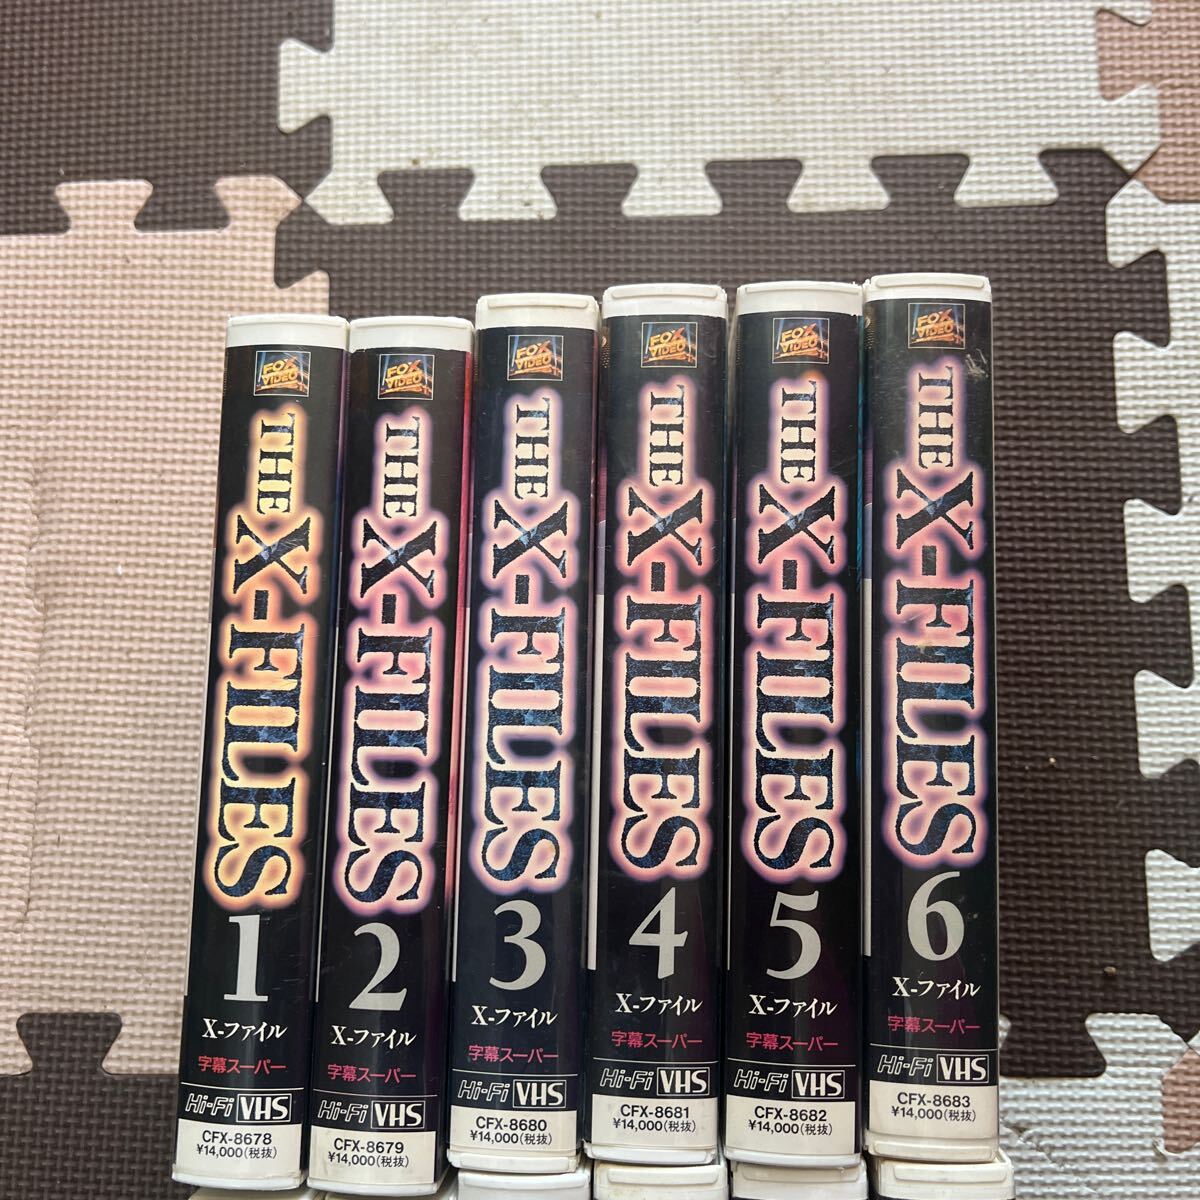 FOX
VIDEO
THE X-FILES
1
X-ファイル
字幕スーパー
Hi-Fi VHS
CFX-8678
¥14,000(税抜)
FOX
VIDEO
THE X-FILES
2
X-ファイル
字幕スーパー
Hi-Fi VHS
CFX-8679
¥14,000(税抜)
FOX
VIDEO
THE X-FILES
3
X-ファイル
字幕スーパー
Hi-Fi VHS
CFX-8680
¥14,000(税抜)
FOX
VIDEO
THE X-FILES
4
X-ファイル
字幕スーパー
Hi-Fi VHS
CFX-8681
¥14,000(税抜)
FOX
VIDEO
THE X-FILES
5
X-ファイル
字幕スーパー
Hi-Fi VHS
CFX-8682
¥14,000(税抜)
FOX
VIDEO
THE X-FILES
6
X-ファイル
字幕スーパー
Hi-Fi VHS
CFX-8683
¥14,000(税抜)